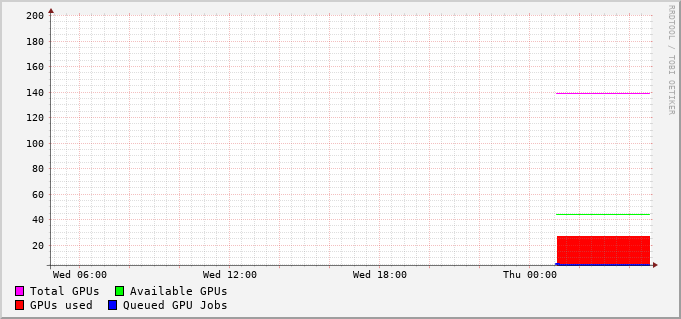 200
180
160
140
120
100
80
60
40
20
Wed 06:00 Wed 12:00 Wed 18:00 Thu 00:00
Total GPUs Available GPUs
GPUs used Queued GPU Jobs
RRDTOOL / TOBI OETIKER